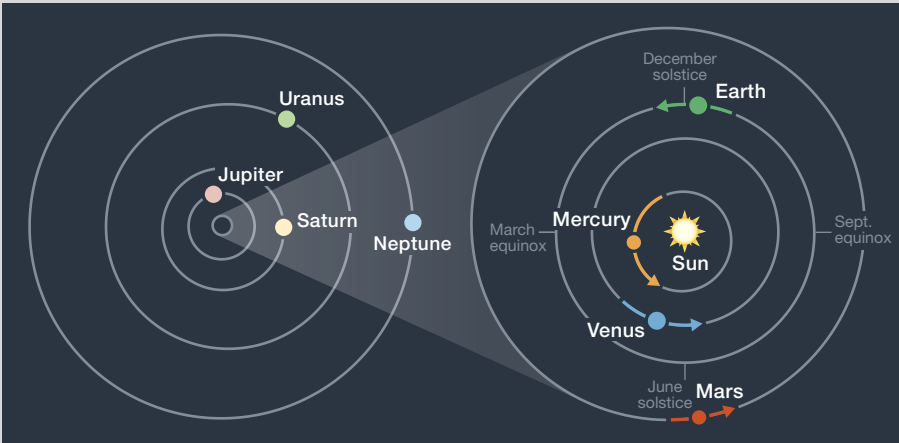 Uranus
Jupiter
Saturn
Neptune
December
solstice
Earth
Mercury
Sun
March
equinox
Sept.
equinox
Venus
June
solstice
Mars